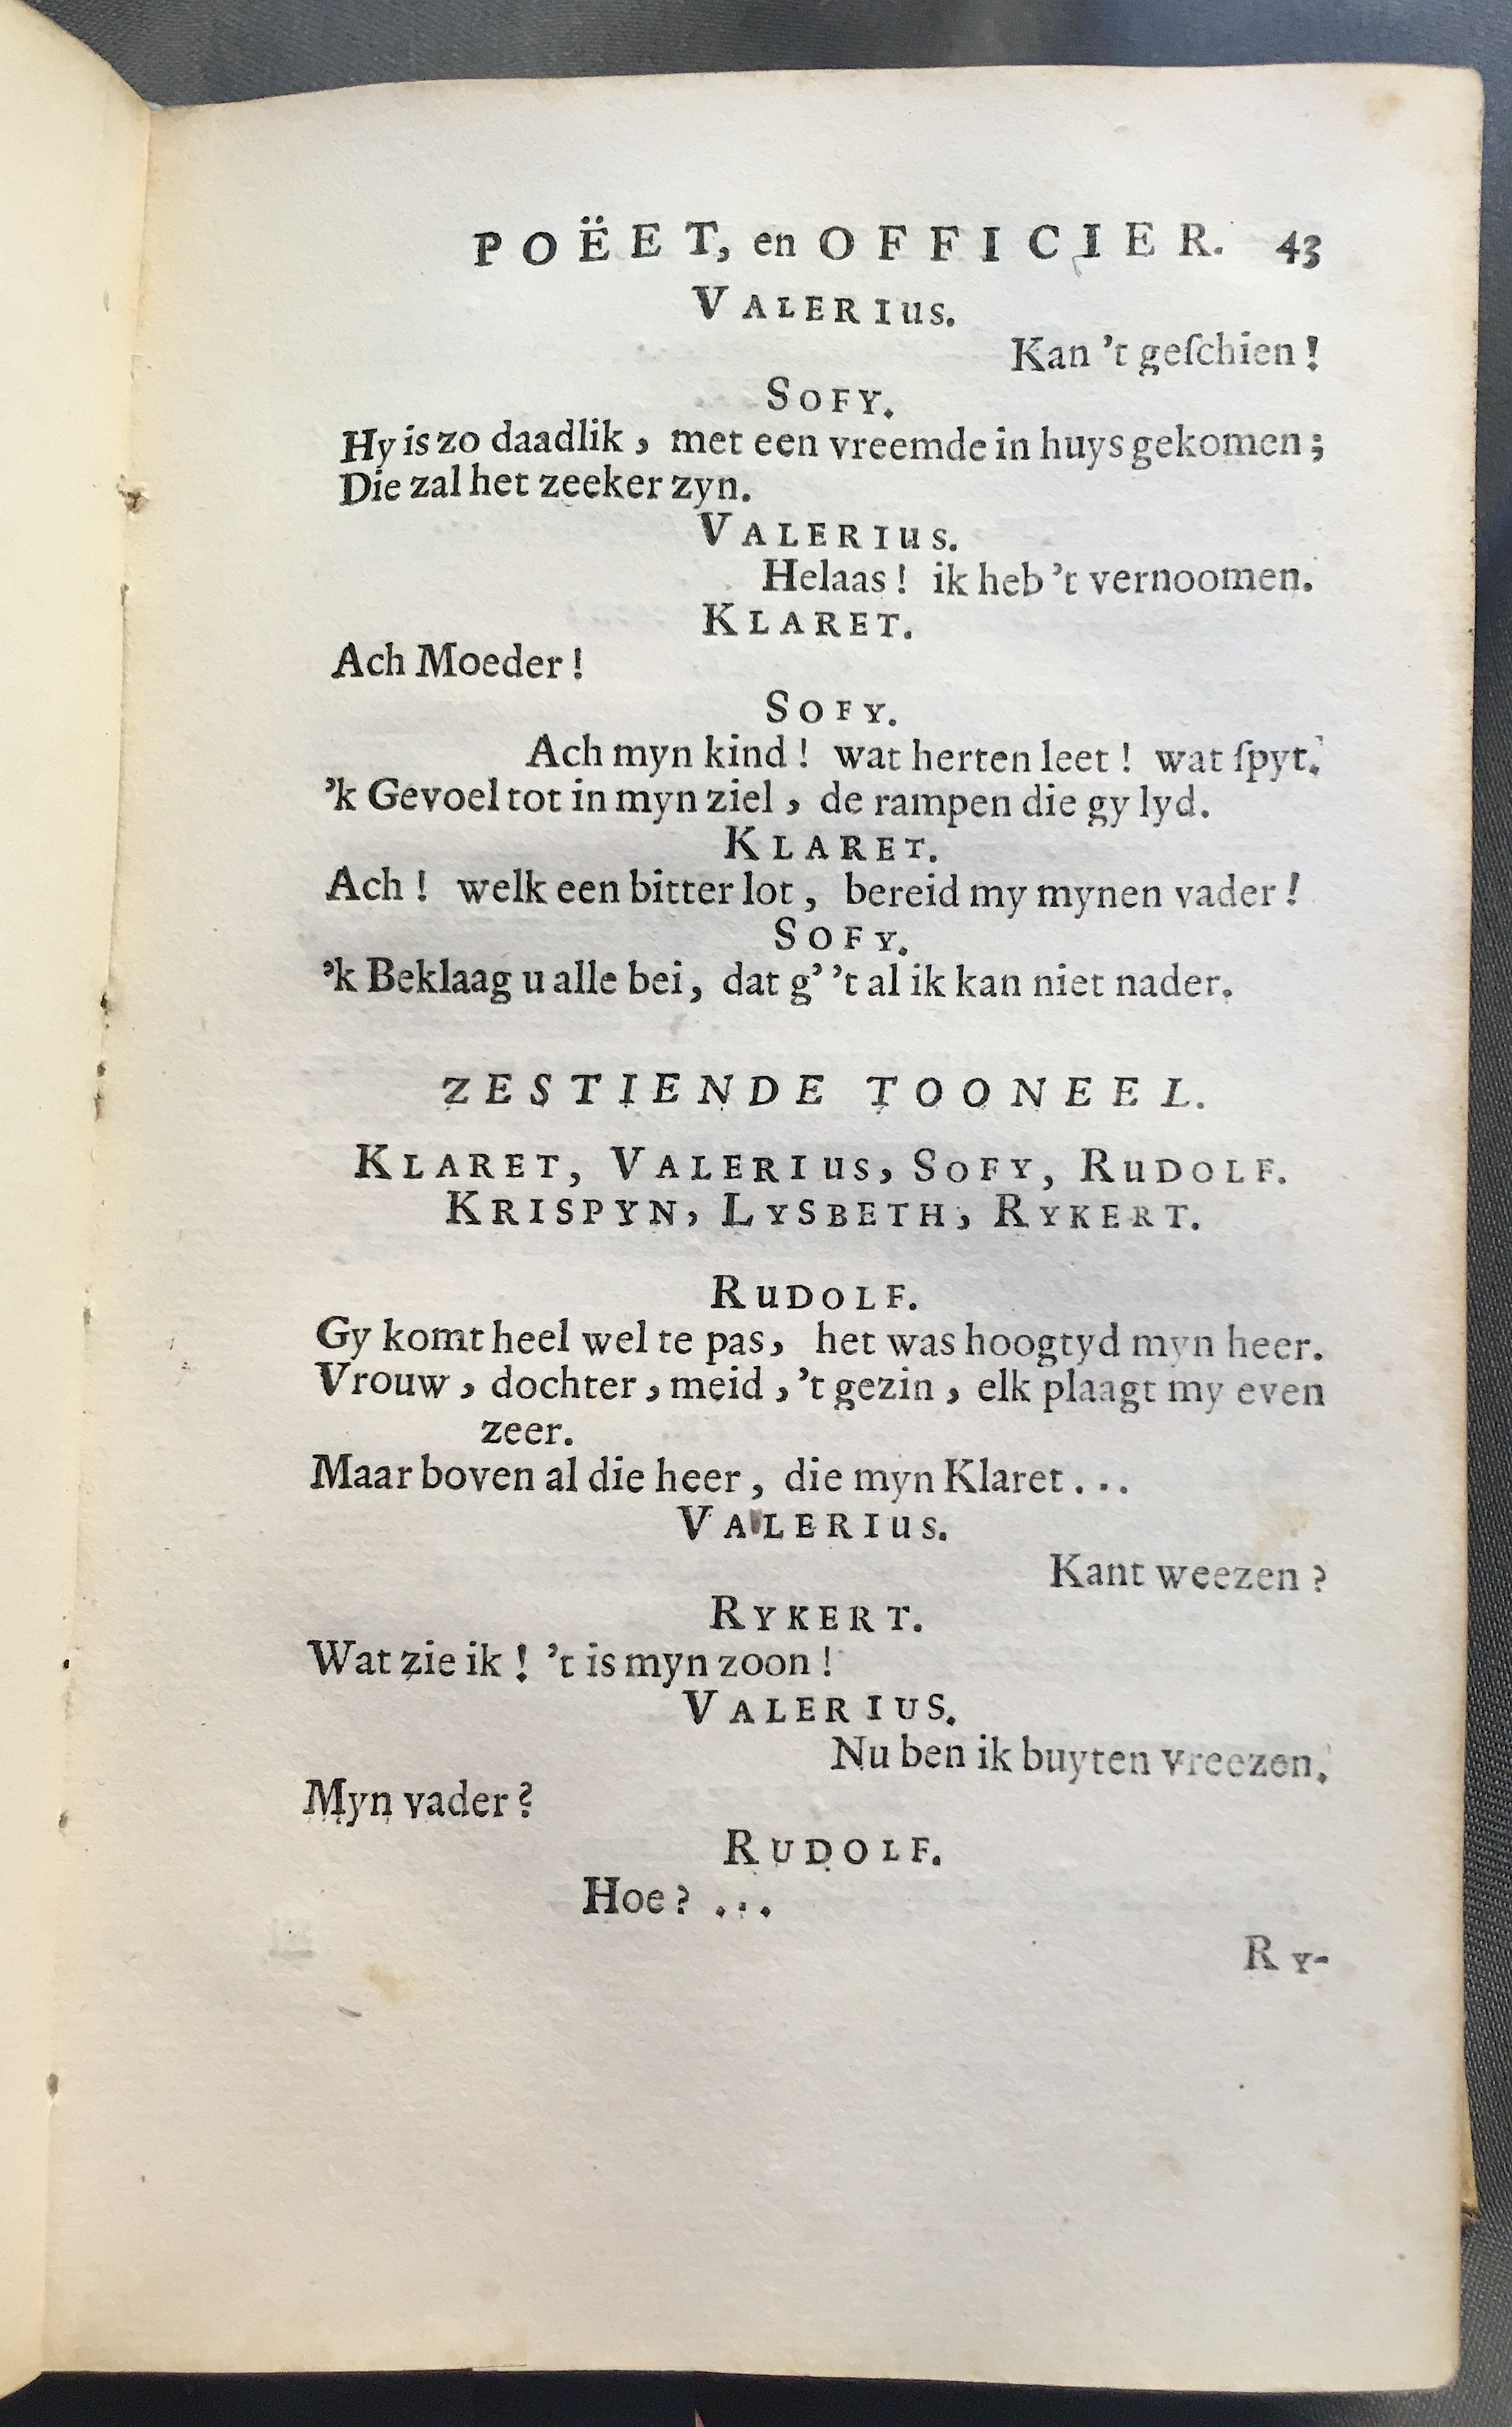 POËET, en OFFICIER. 43
VALERIUS.
Kan 't geſchien!
SOFY.
Hy is zo daadlik, met een vreemde in huys gekomen;
Die zal het zeeker zyn.
VALERIUS.
Helaas! ik heb 't vernoomen.
KLARET.
Ach Moeder!
SOFY.
Ach myn kind! wat herten leet! wat ſpyt.
'k Gevoel tot in myn ziel, de rampen die gy lyd.
KLARET.
Ach! welk een bitter lot, bereid my mynen vader!
SOFY.
'k Beklaag u alle bei, dat g' 't al ik kan niet nader.
ZESTIENDE TOONEEL.
KLARET, VALERIUS, SOFY, RUDOLF.
KRISPYN, LYSBETH, RYKERT.
RUDOLF.
Gy komt heel wel te pas, het was hoogtyd myn heer.
Vrouw, dochter, meid, 't gezin, elk plaagt my even
zeer.
Maar boven al die heer, die myn Klaret...
VALERIUS.
Kant weezen?
RYKERT.
Wat zie ik! 't is myn zoon!
VALERIUS.
Nu ben ik buyten vreezen.
Myn vader?
RUDOLF.
Hoe? ...
RY-